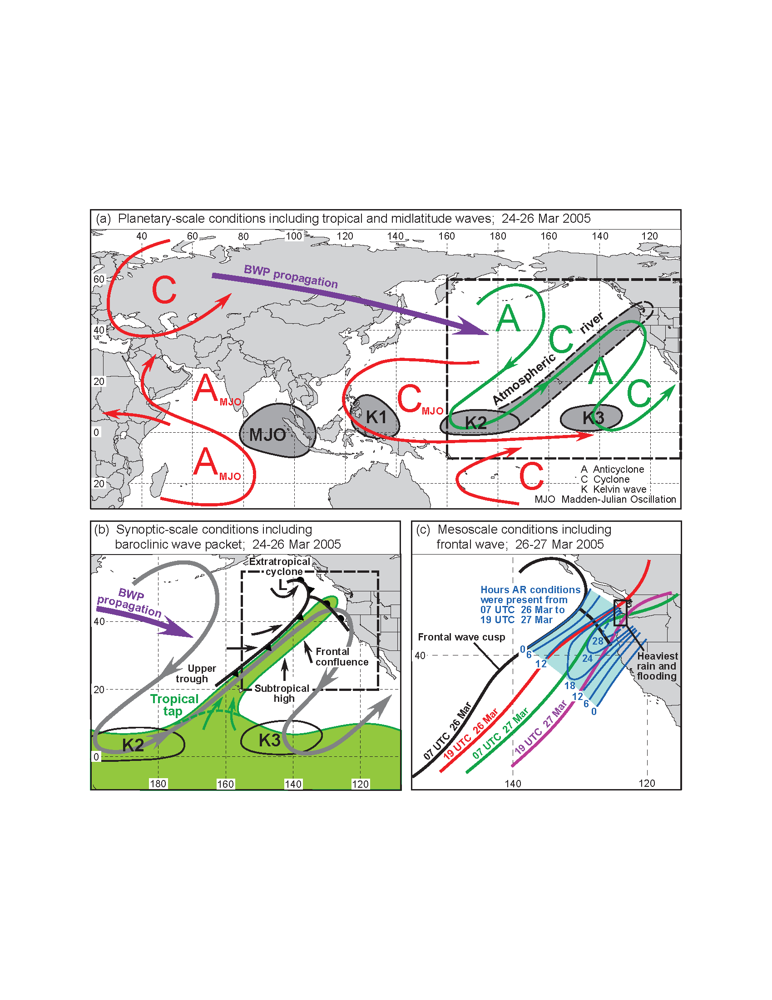 (a) Planetary-scale conditions including tropical and midlatitude waves; 24-26 Mar 2005
40 60 80 100 120 140 160 180 160 140 120
60
40
20
0
20
BWP propagation
C
A MJO
A MJO
MJO
K1
C MJO
A
C
Atmospheric river
K2
A
C
K3
C
A Anticyclone
C Cyclone
K Kelvin wave
MJO Madden-Julian Oscillation
(b) Synoptic-scale conditions including
baroclinic wave packet; 24-26 Mar 2005
Extratropical
cyclone
L
BWP
propagation
40
20
0
Upper
trough
Frontal
confluence
Subtropical
high
Tropical
tap
K2
K3
180 160 140 120
(c) Mesoscale conditions including
frontal wave; 26-27 Mar 2005
Hours AR conditions
were present from
07 UTC 26 Mar to
19 UTC 27 Mar
Frontal wave cusp
40
0
6
12
28
24
18
12
6
0
Heaviest
rain and
flooding
07 UTC 26 Mar
19 UTC 26 Mar
07 UTC 27 Mar
19 UTC 27 Mar
140 120